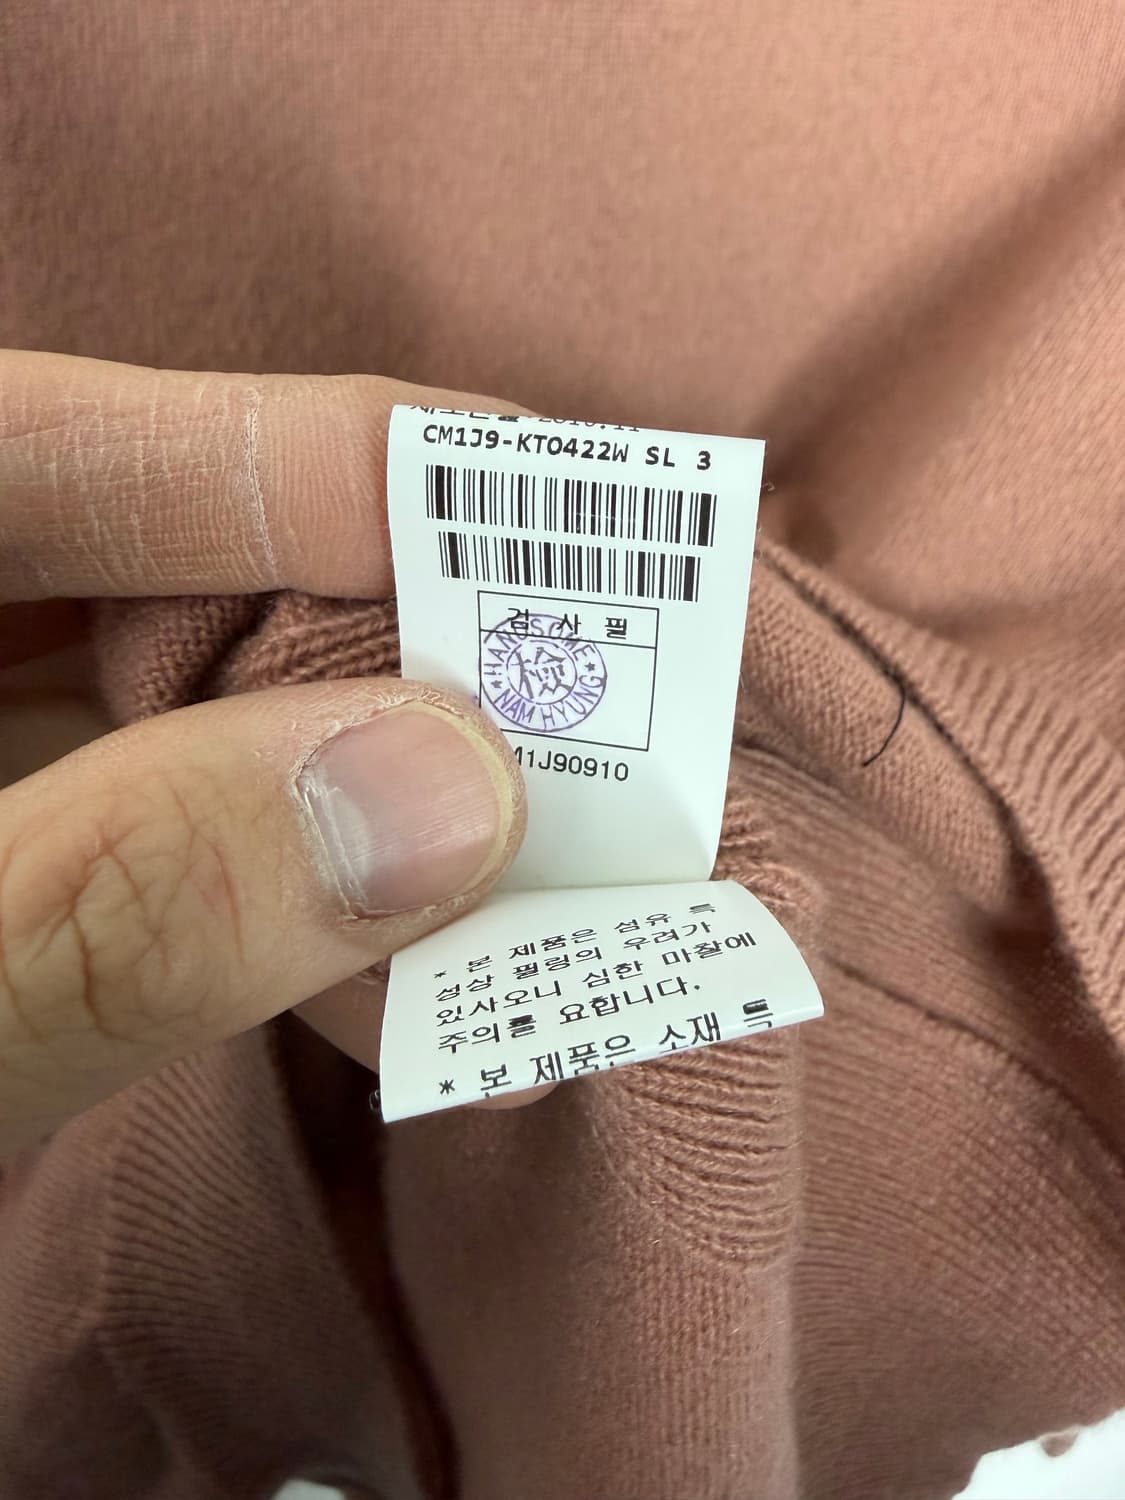 CM1J9-KTO422W SL 3
검 사 필
HANDSOME
檢
NAM HYUNG
M1J90910
* 본 제품은 섬유 특
성상 필링의 우려가
있사오니 심한 마찰에
주의를 요합니다.
* 본 제품은 소재 특